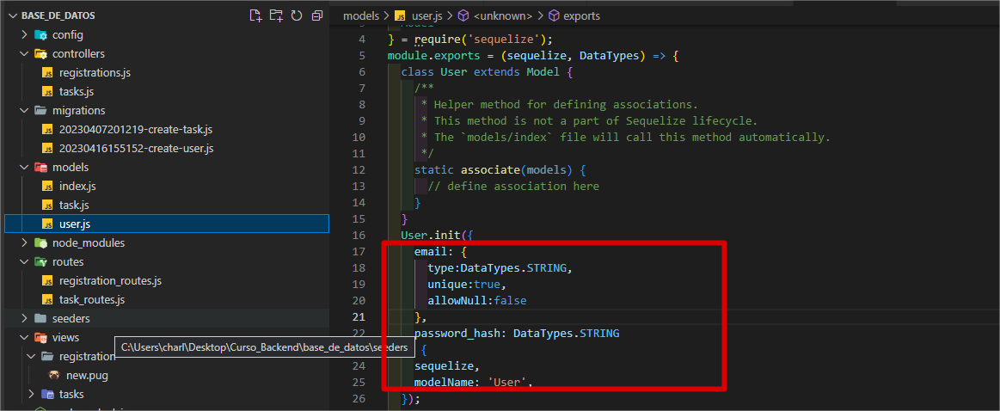 BASE_DE_DATOS
config
controllers
registrations.js
tasks.js
migrations
20230407201219-create-task.js
20230416155152-create-user.js
models
index.js
task.js
user.js
node_modules
routes
registration_routes.js
task_routes.js
seeders
views
registration
new.pug
tasks
C:\Users\charl\Desktop\Curso_Backend\base_de_datos\seeders
models > user.js > <unknown> > exports
4 } = require('sequelize');
5 module.exports = (sequelize, DataTypes) => {
6 class User extends Model {
7 /**
8 * Helper method for defining associations.
9 * This method is not a part of Sequelize lifecycle.
10 * The `models/index` file will call this method automatically.
11 */
12 static associate(models) {
13 // define association here
14 }
15 }
16 User.init({
17 email: {
18 type:DataTypes.STRING,
19 unique:true,
20 allowNull:false
21 },
22 password_hash: DataTypes.STRING
{
24 sequelize,
25 modelName: 'User',
26 });